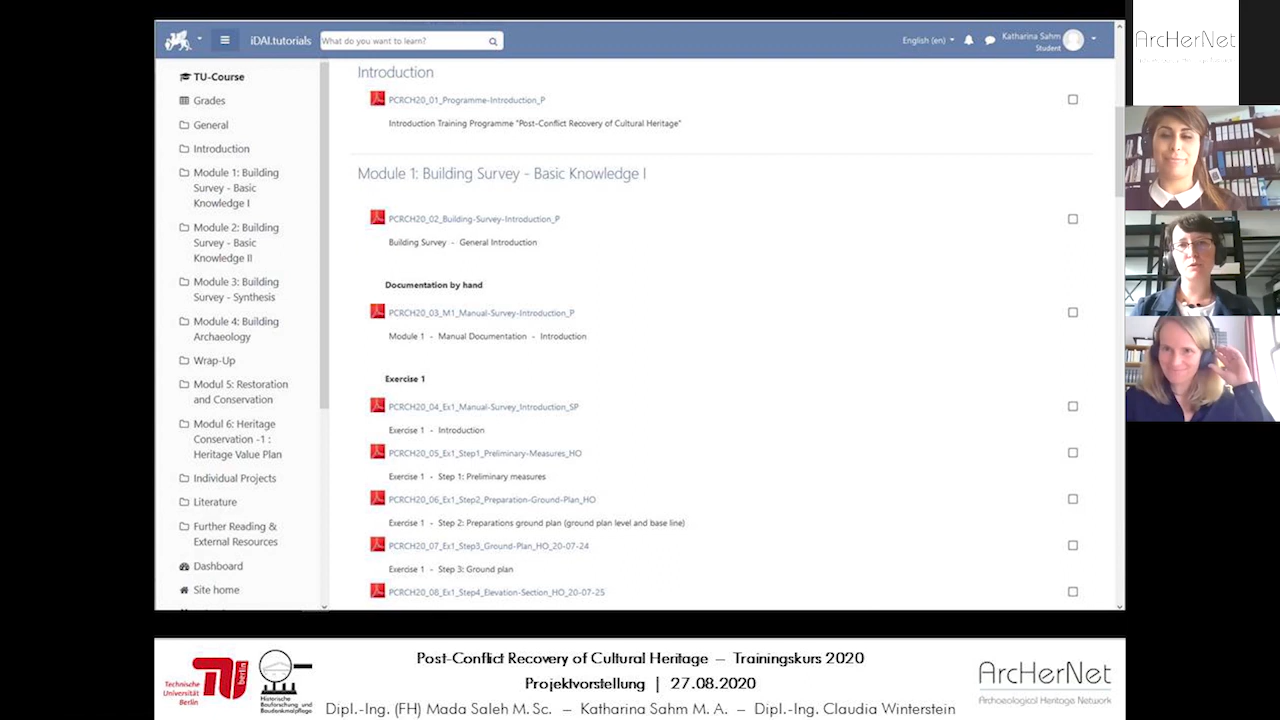 iDAI.tutorials
What do you want to learn?
English (en)
Katharina Sahm
Student
TU-Course
Grades
General
Introduction
Module 1: Building
Survey - Basic
Knowledge I
Module 2: Building
Survey - Basic
Knowledge II
Module 3: Building
Survey - Synthesis
Module 4: Building
Archaeology
Wrap-Up
Modul 5: Restoration
and Conservation
Modul 6: Heritage
Conservation -1 :
Heritage Value Plan
Individual Projects
Literature
Further Reading &
External Resources
Dashboard
Site home
Introduction
PCRCH20_01_Programme-Introduction_P
Introduction Training Programme "Post-Conflict Recovery of Cultural Heritage"
Module 1: Building Survey - Basic Knowledge I
PCRCH20_02_Building-Survey-Introduction_P
Building Survey - General Introduction
Documentation by hand
PCRCH20_03_M1_Manual-Survey-Introduction_P
Module 1 - Manual Documentation - Introduction
Exercise 1
PCRCH20_04_Ex1_Manual-Survey_Introduction_SP
Exercise 1 - Introduction
PCRCH20_05_Ex1_Step1_Preliminary-Measures_HO
Exercise 1 - Step 1: Preliminary measures
PCRCH20_06_Ex1_Step2_Preparation-Ground-Plan_HO
Exercise 1 - Step 2: Preparations ground plan (ground plan level and base line)
PCRCH20_07_Ex1_Step3_Ground-Plan_HO_20-07-24
Exercise 1 - Step 3: Ground plan
PCRCH20_08_Ex1_Step4_Elevation-Section_HO_20-07-25
ArcHerNet
Technische
Universität
Berlin
TU berlin
Historische
Bauforschung und
Baudenkmalpflege
Post-Conflict Recovery of Cultural Heritage – Trainingskurs 2020
Projektvorstellung | 27.08.2020
Dipl.-Ing. (FH) Mada Saleh M. Sc. – Katharina Sahm M. A. – Dipl.-Ing. Claudia Winterstein
ArcHerNet
Archaeological Heritage Network